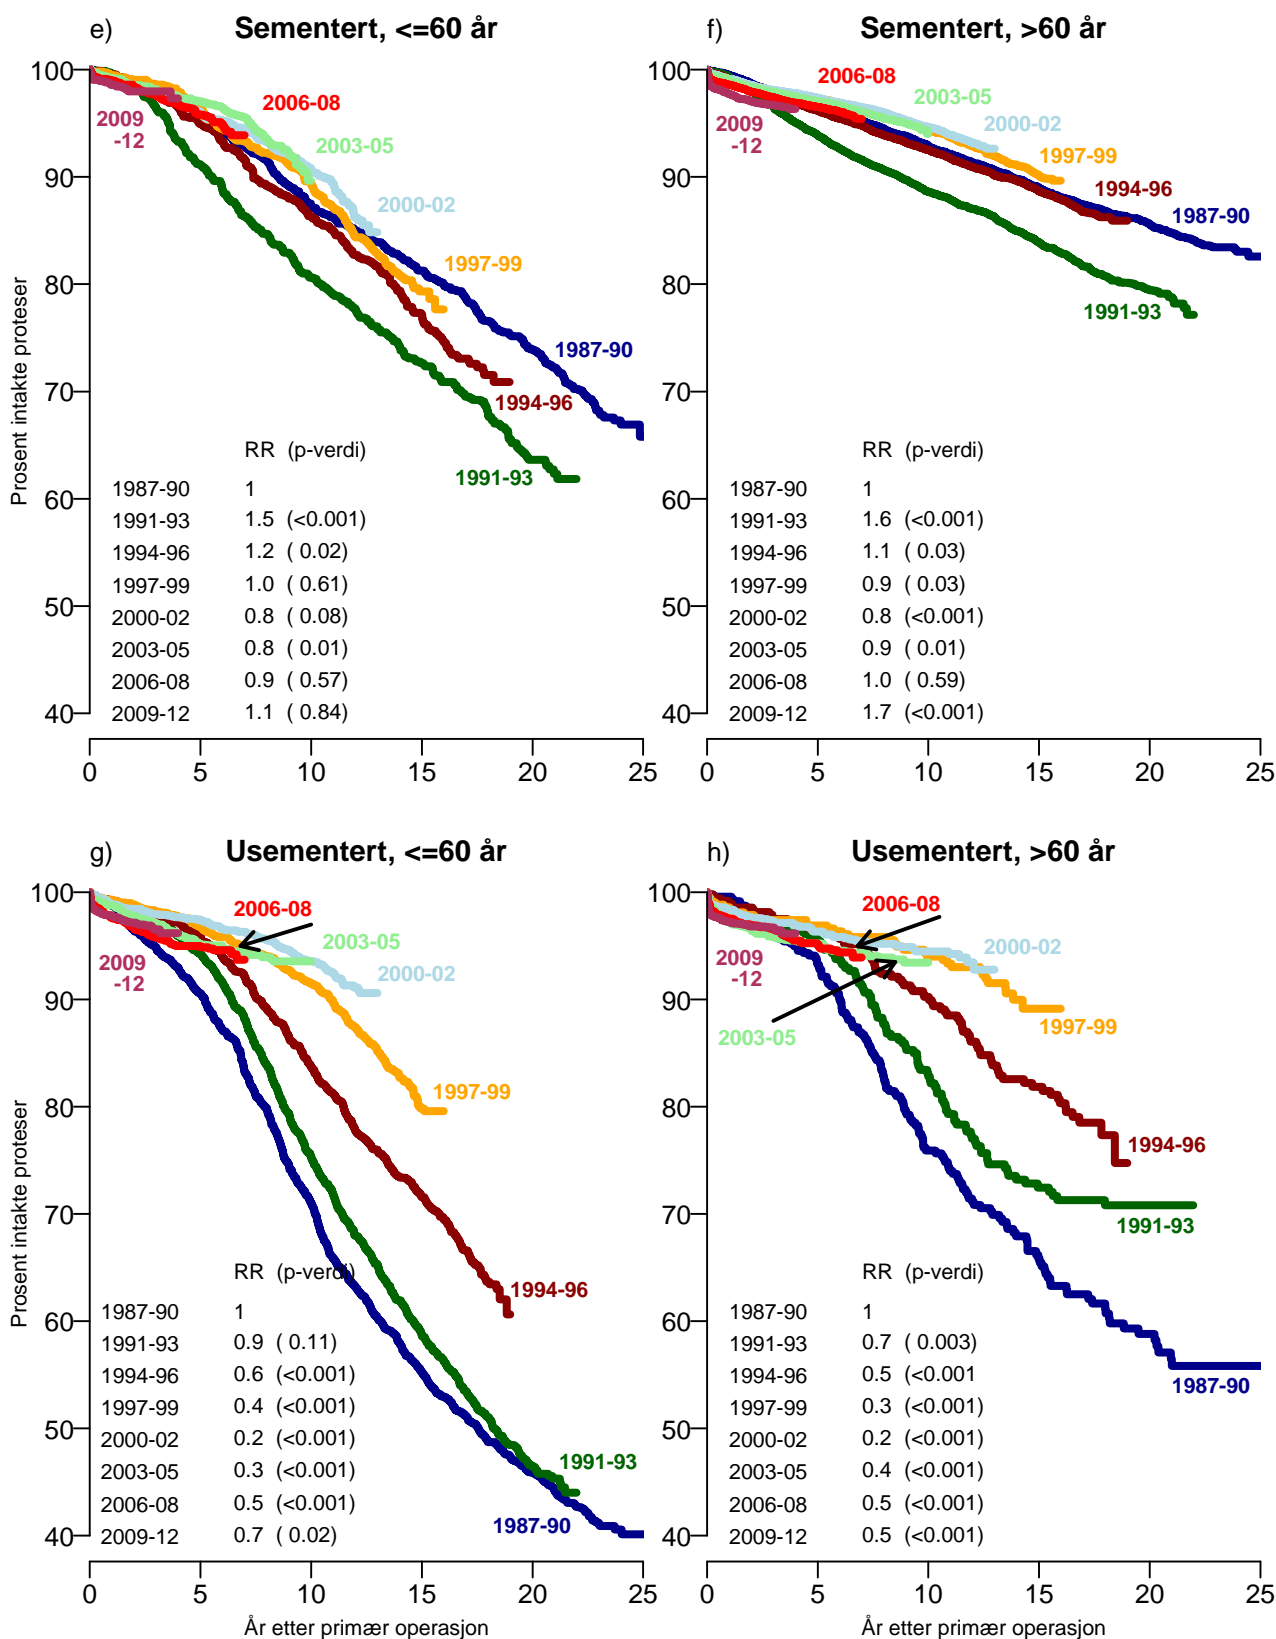 e) Sementert, <=60 år
100
90
80
70
60
50
40
Prosent intakte proteser
2009
-12
2006-08
2003-05
2000-02
1997-99
1987-90
1994-96
1991-93
RR (p-verdi)
1987-90 1
1991-93 1.5 (<0.001)
1994-96 1.2 ( 0.02)
1997-99 1.0 ( 0.61)
2000-02 0.8 ( 0.08)
2003-05 0.8 ( 0.01)
2006-08 0.9 ( 0.57)
2009-12 1.1 ( 0.84)
0 5 10 15 20 25
f) Sementert, >60 år
100
90
80
70
60
50
40
2006-08
2003-05
2009
-12
2000-02
1997-99
1994-96
1987-90
1991-93
RR (p-verdi)
1987-90 1
1991-93 1.6 (<0.001)
1994-96 1.1 ( 0.03)
1997-99 0.9 ( 0.03)
2000-02 0.8 (<0.001)
2003-05 0.9 ( 0.01)
2006-08 1.0 ( 0.59)
2009-12 1.7 (<0.001)
0 5 10 15 20 25
g) Usementert, <=60 år
100
90
80
70
60
50
40
Prosent intakte proteser
2006-08
2003-05
2009
-12
2000-02
1997-99
1994-96
1991-93
1987-90
RR (p-verdi)
1987-90 1
1991-93 0.9 ( 0.11)
1994-96 0.6 (<0.001)
1997-99 0.4 (<0.001)
2000-02 0.2 (<0.001)
2003-05 0.3 (<0.001)
2006-08 0.5 (<0.001)
2009-12 0.7 ( 0.02)
0 5 10 15 20 25
År etter primær operasjon
h) Usementert, >60 år
100
90
80
70
60
50
40
2006-08
2000-02
2009
-12
1997-99
2003-05
1994-96
1991-93
1987-90
RR (p-verdi)
1987-90 1
1991-93 0.7 ( 0.003)
1994-96 0.5 (<0.001
1997-99 0.3 (<0.001)
2000-02 0.2 (<0.001)
2003-05 0.4 (<0.001)
2006-08 0.5 (<0.001)
2009-12 0.5 (<0.001)
0 5 10 15 20 25
År etter primær operasjon